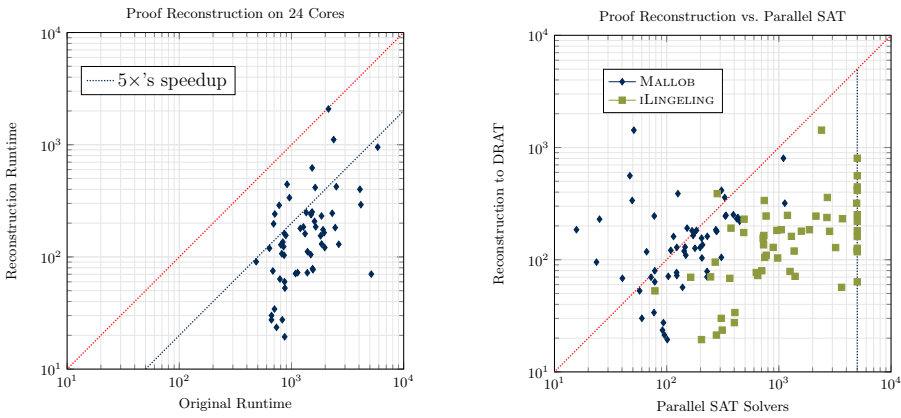 Proof Reconstruction on 24 Cores
10^4
10^3
10^2
10^1
Reconstruction Runtime
5×'s speedup
10^1 10^2 10^3 10^4
Original Runtime
Proof Reconstruction vs. Parallel SAT
10^4
10^3
10^2
10^1
Reconstruction to DRAT
MALLOB
ILINGELING
10^1 10^2 10^3 10^4
Parallel SAT Solvers